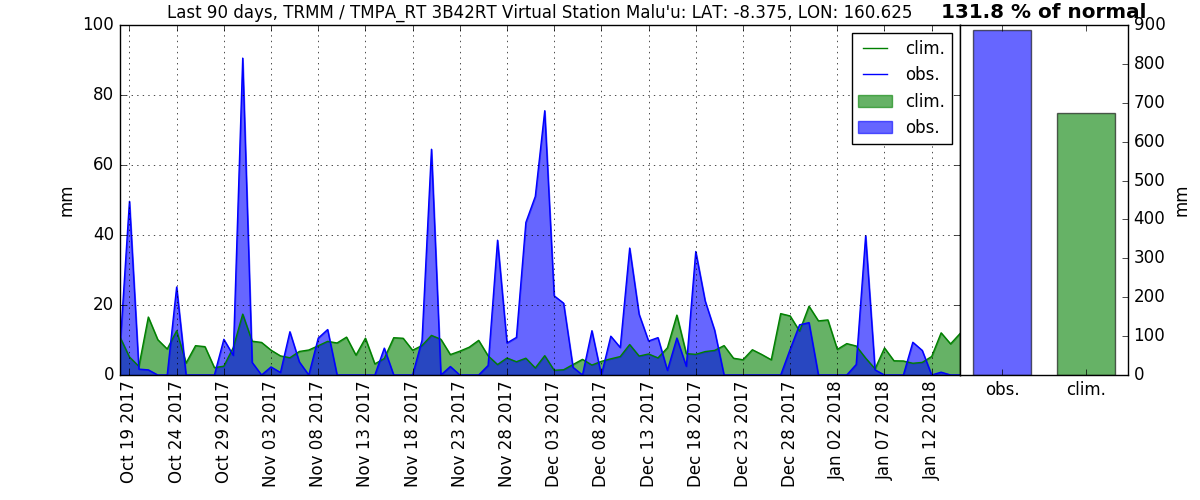 Last 90 days, TRMM / TMPA_RT 3B42RT Virtual Station Malu'u: LAT: -8.375, LON: 160.625
131.8 % of normal
100
80
60
40
20
0
mm
clim.
obs.
clim.
obs.
Oct 19 2017
Oct 24 2017
Oct 29 2017
Nov 03 2017
Nov 08 2017
Nov 13 2017
Nov 18 2017
Nov 23 2017
Nov 28 2017
Dec 03 2017
Dec 08 2017
Dec 13 2017
Dec 18 2017
Dec 23 2017
Dec 28 2017
Jan 02 2018
Jan 07 2018
Jan 12 2018
900
800
700
600
500
400
300
200
100
0
mm
obs.
clim.